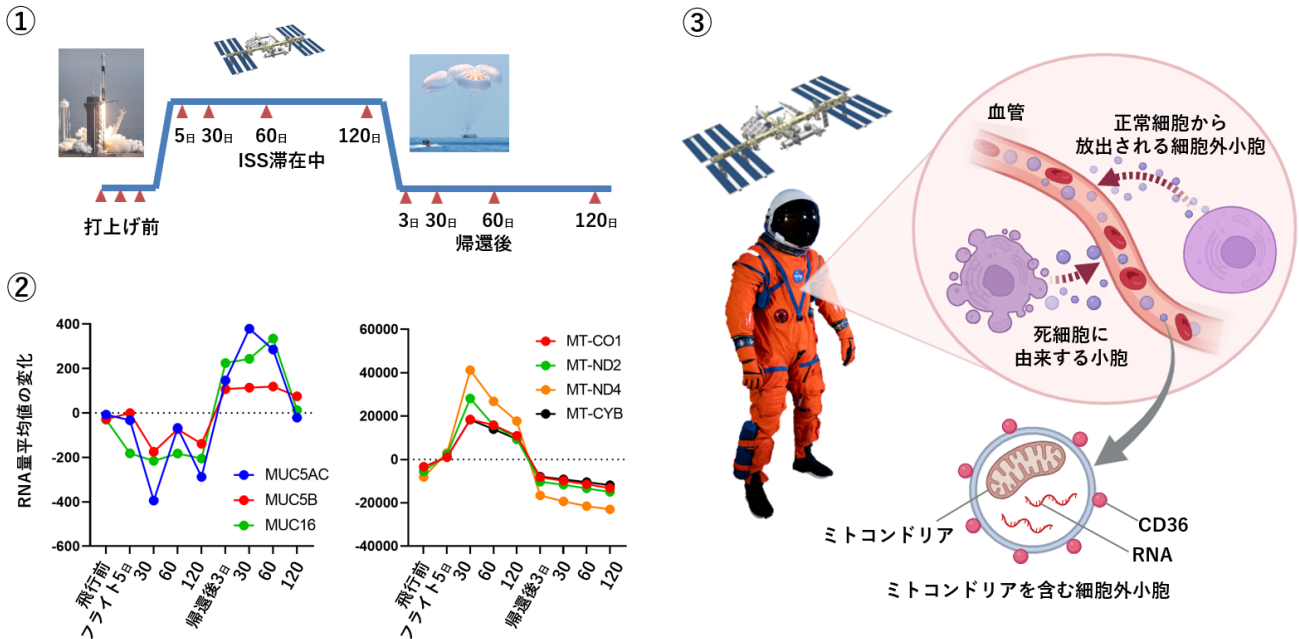 ①
5日
30日
60日
120日
ISS滞在中
打上げ前
3日
30日
60日
120日
帰還後
②
RNA量平均値の変化
400
200
0
-200
-400
-600
MUC5AC
MUC5B
MUC16
飛行前
フライト5日
30
60
120
帰還後3日
30
60
120
60000
40000
20000
0
-20000
-40000
MT-CO1
MT-ND2
MT-ND4
MT-CYB
飛行前
フライト5日
30
60
120
帰還後3日
30
60
120
③
血管
正常細胞から
放出される細胞外小胞
死細胞に
由来する小胞
ミトコンドリア
CD36
RNA
ミトコンドリアを含む細胞外小胞